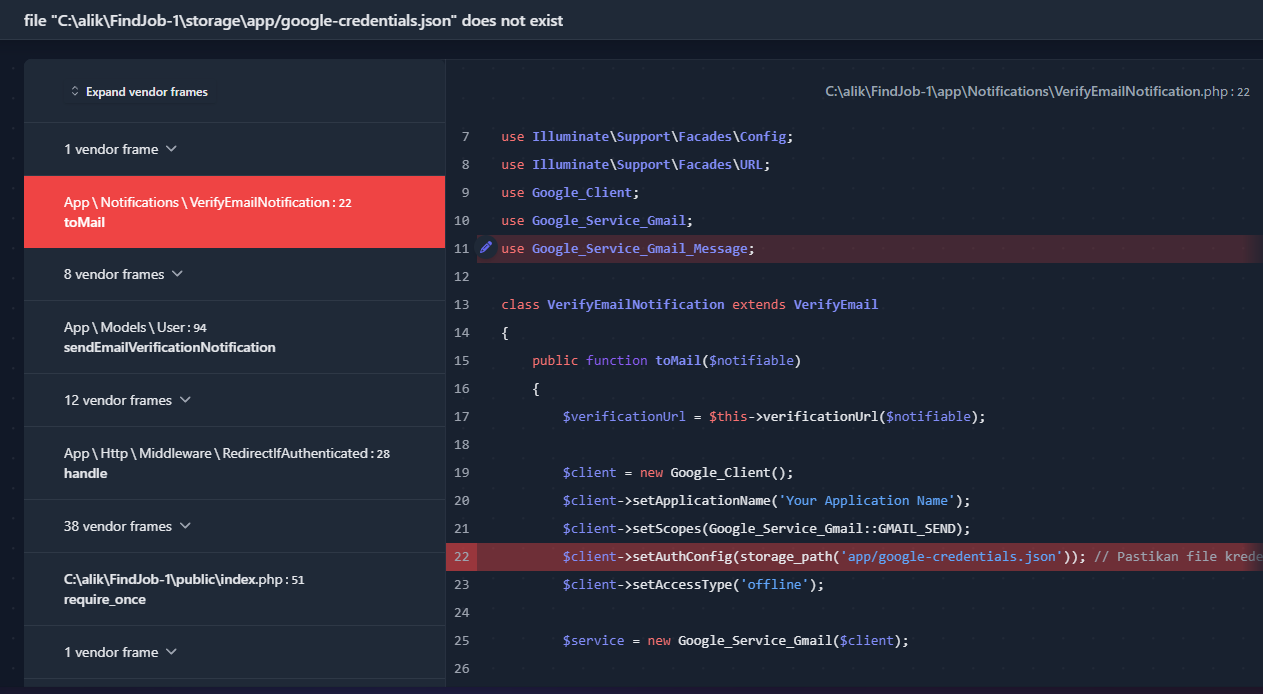 file "C:\alik\FindJob-1\storage\app/google-credentials.json" does not exist
Expand vendor frames
1 vendor frame
App \ Notifications \ VerifyEmailNotification : 22
toMail
8 vendor frames
App \ Models \ User : 94
sendEmailVerificationNotification
12 vendor frames
App \ Http \ Middleware \ RedirectIfAuthenticated : 28
handle
38 vendor frames
C:\alik\FindJob-1\public\index.php : 51
require_once
1 vendor frame
C:\alik\FindJob-1\app\Notifications\VerifyEmailNotification.php : 22
7 use Illuminate\Support\Facades\Config;
8 use Illuminate\Support\Facades\URL;
9 use Google_Client;
10 use Google_Service_Gmail;
11 use Google_Service_Gmail_Message;
12
13 class VerifyEmailNotification extends VerifyEmail
14 {
15 public function toMail($notifiable)
16 {
17 $verificationUrl = $this->verificationUrl($notifiable);
18
19 $client = new Google_Client();
20 $client->setApplicationName('Your Application Name');
21 $client->setScopes(Google_Service_Gmail::GMAIL_SEND);
22 $client->setAuthConfig(storage_path('app/google-credentials.json')); // Pastikan file krede
23 $client->setAccessType('offline');
24
25 $service = new Google_Service_Gmail($client);
26